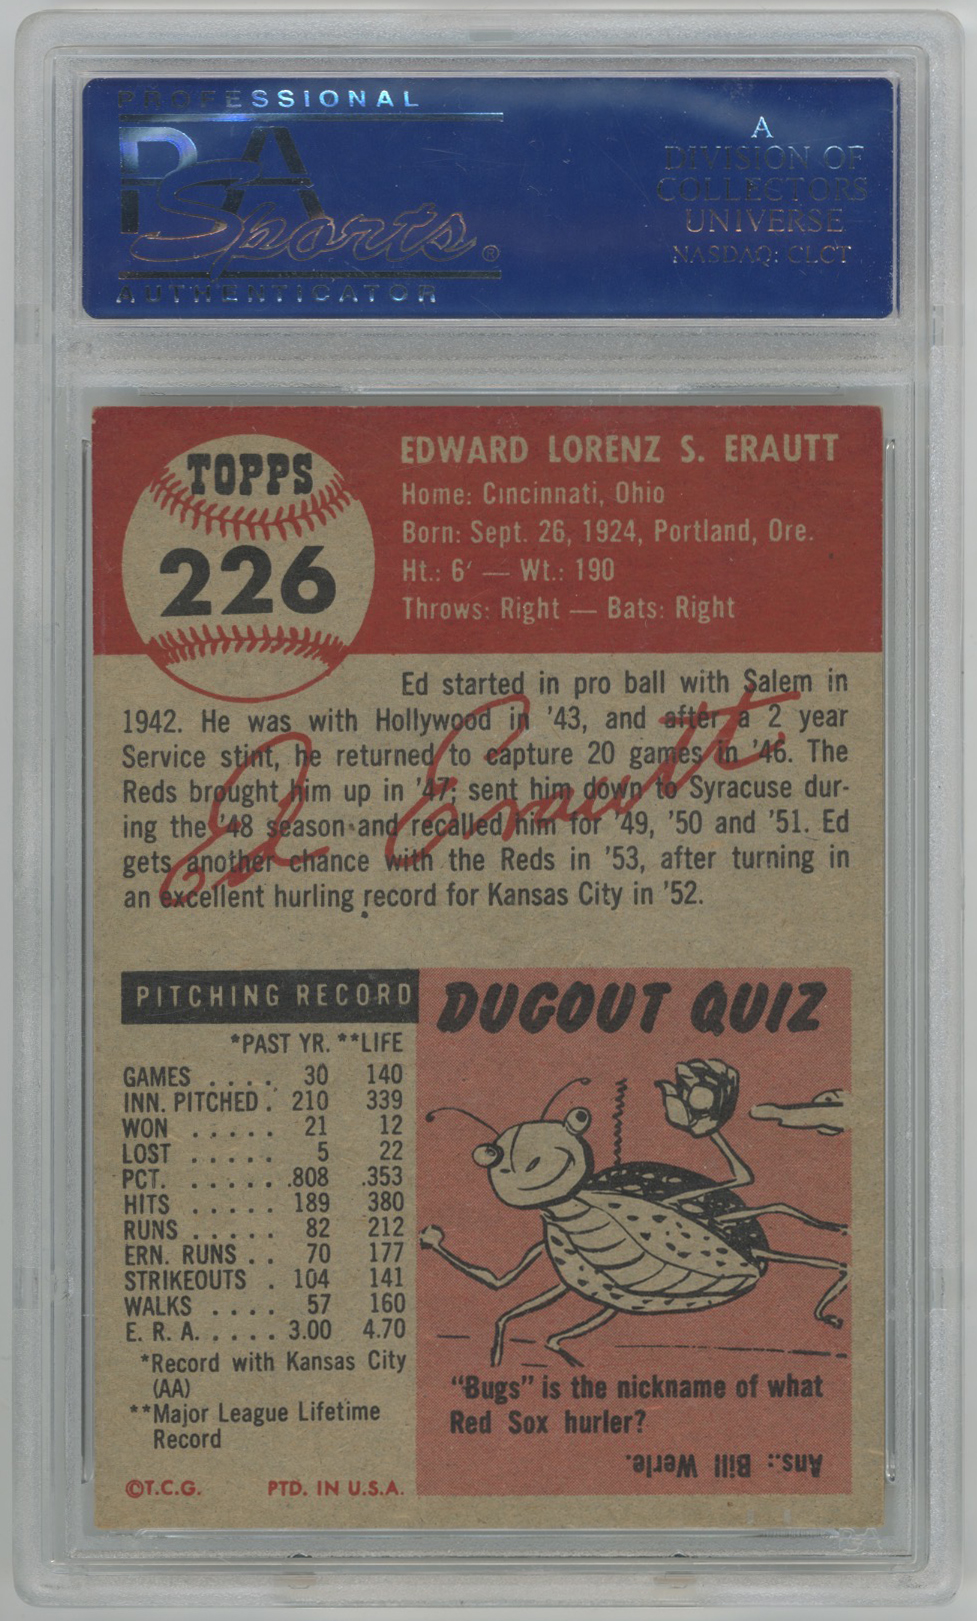 PROFESSIONAL
PSA
Sports®
AUTHENTICATOR
A
DIVISION OF
COLLECTORS
UNIVERSE
NASDAQ: CLCT
TOPPS
226
EDWARD LORENZ S. ERAUTT
Home: Cincinnati, Ohio
Born: Sept. 26, 1924, Portland, Ore.
Ht.: 6′ — Wt.: 190
Throws: Right — Bats: Right
Ed started in pro ball with Salem in
1942. He was with Hollywood in '43, and after a 2 year
Service stint, he returned to capture 20 games in '46. The
Reds brought him up in '47; sent him down to Syracuse dur-
ing the '48 season and recalled him for '49, '50 and '51. Ed
gets another chance with the Reds in '53, after turning in
an excellent hurling record for Kansas City in '52.
Ed Erautt
PITCHING RECORD
*PAST YR. **LIFE
GAMES . . . . 30 140
INN. PITCHED . 210 339
WON . . . . . 21 12
LOST . . . . . 5 22
PCT. . . . . . .808 .353
HITS . . . . . 189 380
RUNS . . . . . 82 212
ERN. RUNS . . 70 177
STRIKEOUTS . 104 141
WALKS . . . . 57 160
E. R. A. . . . . 3.00 4.70
*Record with Kansas City
(AA)
**Major League Lifetime
Record
©T.C.G. PTD. IN U.S.A.
DUGOUT QUIZ
"Bugs" is the nickname of what
Red Sox hurler?
Ans.: Bill Werle.